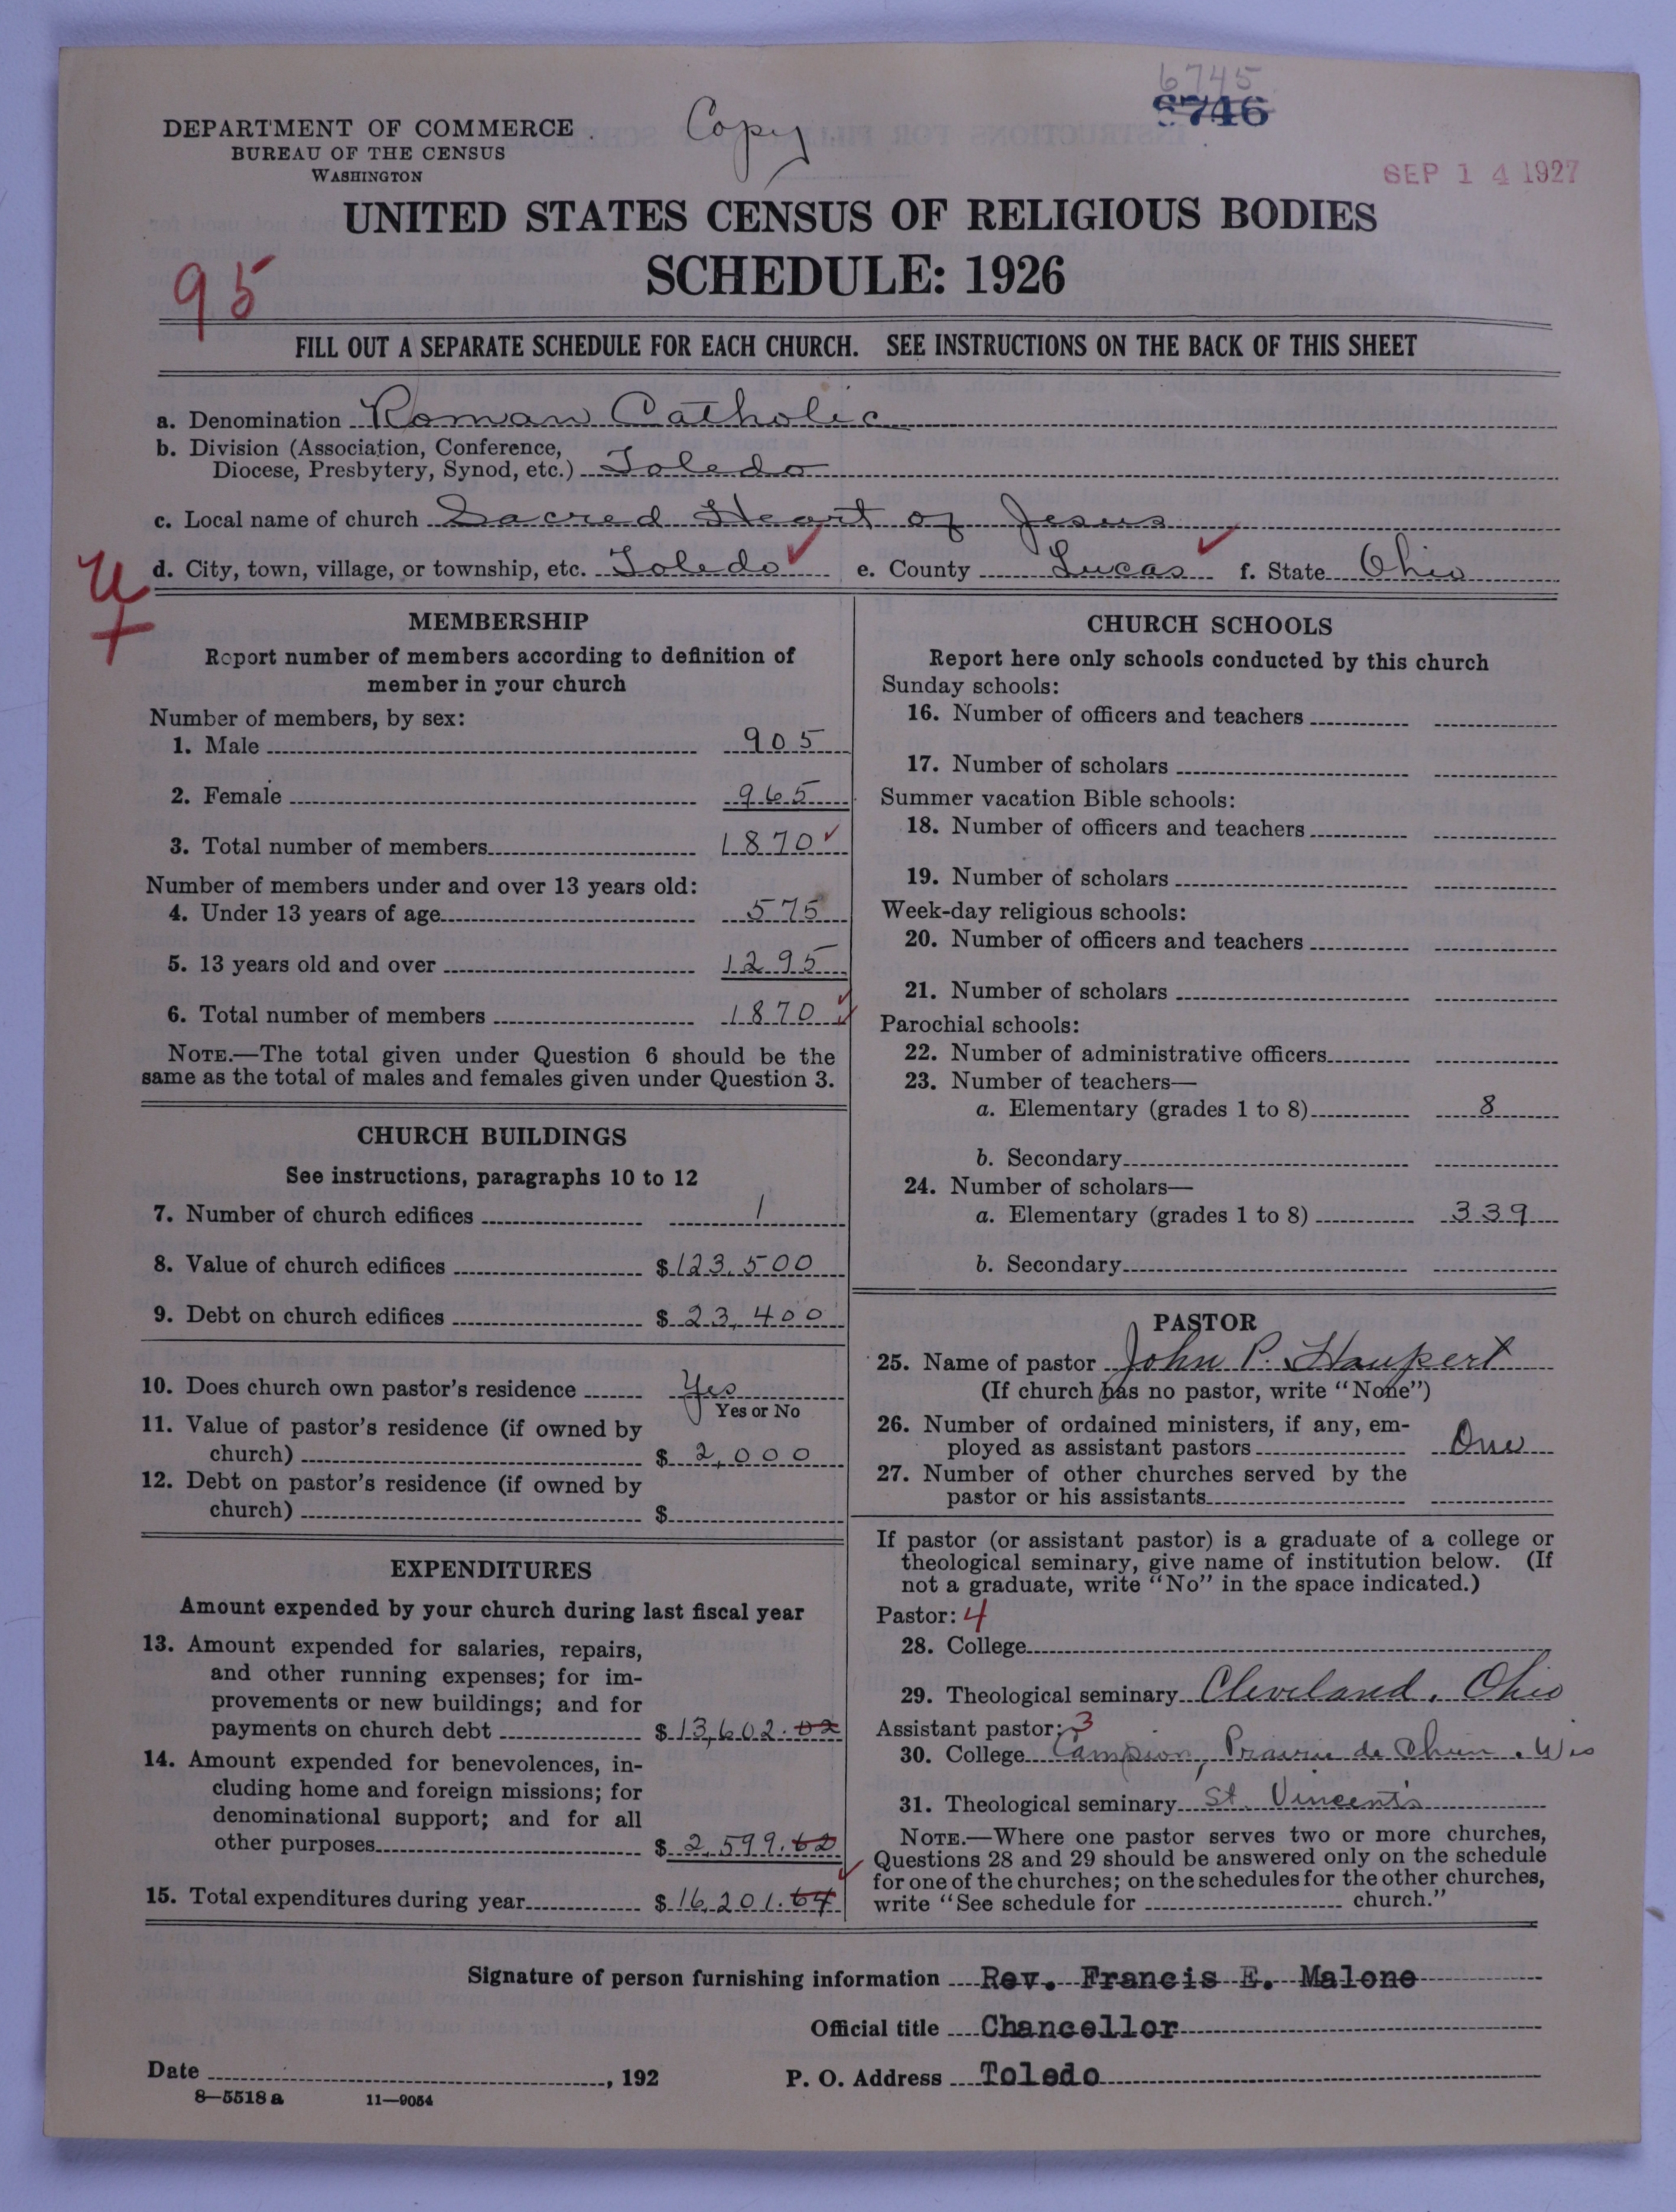 6745
8746
DEPARTMENT OF COMMERCE
BUREAU OF THE CENSUS
WASHINGTON
Copy
SEP 14 1927
UNITED STATES CENSUS OF RELIGIOUS BODIES
SCHEDULE: 1926
95
FILL OUT A SEPARATE SCHEDULE FOR EACH CHURCH. SEE INSTRUCTIONS ON THE BACK OF THIS SHEET
a. Denomination Roman Catholic
b. Division (Association, Conference,
Diocese, Presbytery, Synod, etc.) Toledo
c. Local name of church Sacred Heart of Jesus
U
d. City, town, village, or township, etc. Toledo e. County Lucas f. State Ohio
MEMBERSHIP
Report number of members according to definition of
member in your church
Number of members, by sex:
1. Male 905
2. Female 965
3. Total number of members 1870
Number of members under and over 13 years old:
4. Under 13 years of age 575
5. 13 years old and over 1295
6. Total number of members 1870
NOTE.—The total given under Question 6 should be the
same as the total of males and females given under Question 3.
CHURCH BUILDINGS
See instructions, paragraphs 10 to 12
7. Number of church edifices 1
8. Value of church edifices $123,500
9. Debt on church edifices $23,400
10. Does church own pastor's residence Yes
Yes or No
11. Value of pastor's residence (if owned by
church) $2,000
12. Debt on pastor's residence (if owned by
church) $
EXPENDITURES
Amount expended by your church during last fiscal year
13. Amount expended for salaries, repairs,
and other running expenses; for im-
provements or new buildings; and for
payments on church debt $13,602.02
14. Amount expended for benevolences, in-
cluding home and foreign missions; for
denominational support; and for all
other purposes $2,599.62
15. Total expenditures during year $16,201.64
CHURCH SCHOOLS
Report here only schools conducted by this church
Sunday schools:
16. Number of officers and teachers
17. Number of scholars
Summer vacation Bible schools:
18. Number of officers and teachers
19. Number of scholars
Week-day religious schools:
20. Number of officers and teachers
21. Number of scholars
Parochial schools:
22. Number of administrative officers
23. Number of teachers—
a. Elementary (grades 1 to 8) 8
b. Secondary
24. Number of scholars—
a. Elementary (grades 1 to 8) 339
b. Secondary
PASTOR
25. Name of pastor John P. Haupert
(If church has no pastor, write "None")
26. Number of ordained ministers, if any, em-
ployed as assistant pastors One
27. Number of other churches served by the
pastor or his assistants
If pastor (or assistant pastor) is a graduate of a college or
theological seminary, give name of institution below. (If
not a graduate, write "No" in the space indicated.)
Pastor: 4
28. College
29. Theological seminary Cleveland, Ohio
Assistant pastor: 3
30. College Campion, Prairie de Chien, Wis
31. Theological seminary St. Vincent's
NOTE.—Where one pastor serves two or more churches,
Questions 28 and 29 should be answered only on the schedule
for one of the churches; on the schedules for the other churches,
write "See schedule for church."
Signature of person furnishing information Rev. Francis E. Malone
Official title Chancellor
Date , 192 P. O. Address Toledo
8—5518 a 11—9054